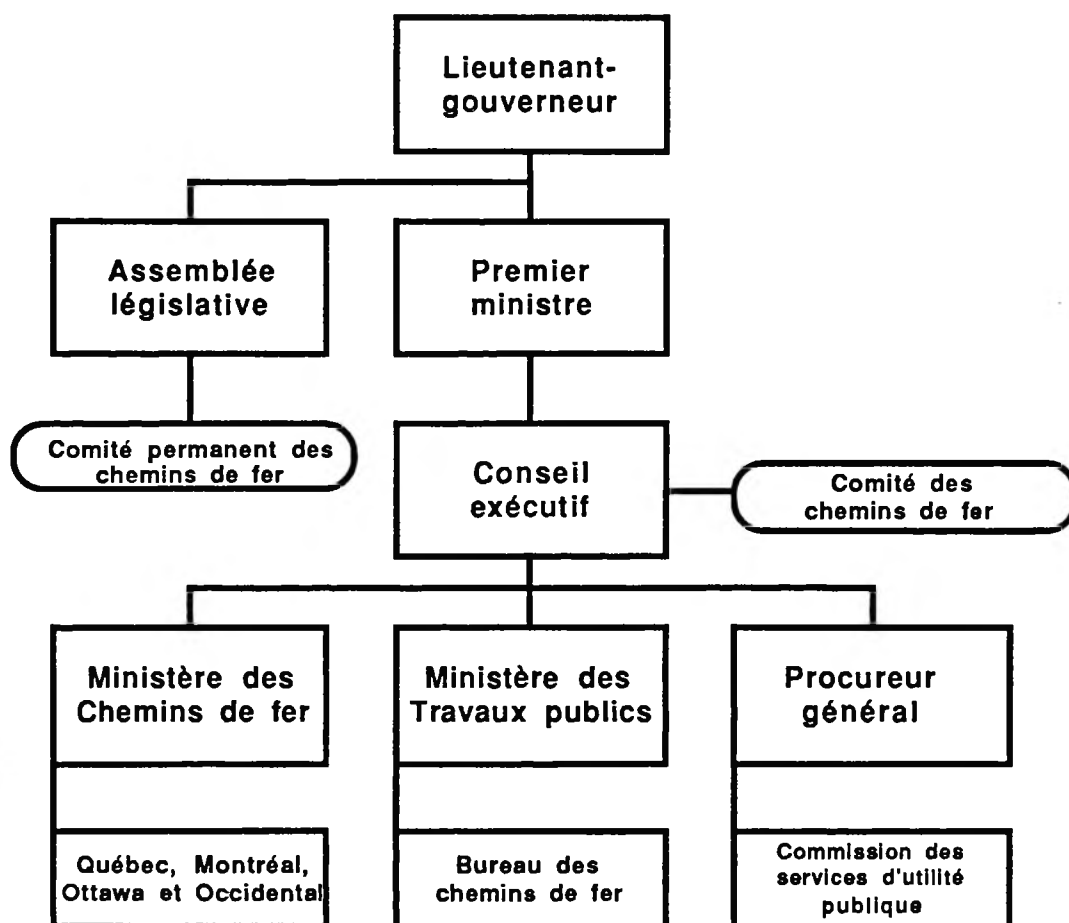 Lieutenant-
gouverneur
Assemblée
législative
Premier
ministre
Comité permanent des
chemins de fer
Conseil
exécutif
Comité des
chemins de fer
Ministère des
Chemins de fer
Ministère des
Travaux publics
Procureur
général
Québec, Montréal,
Ottawa et Occidental
Bureau des
chemins de fer
Commission des
services d'utilité
publique